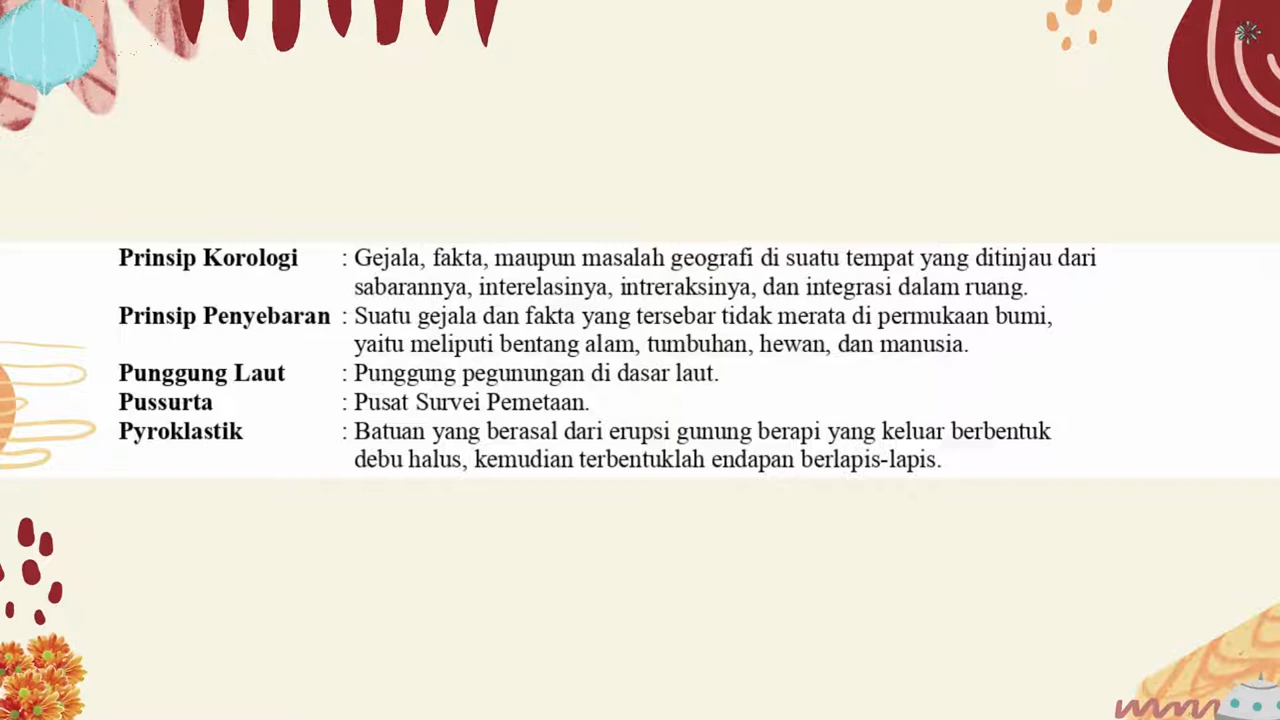 Prinsip Korologi : Gejala, fakta, maupun masalah geografi di suatu tempat yang ditinjau dari
sabarannya, interelasinya, intreraksinya, dan integrasi dalam ruang.
Prinsip Penyebaran : Suatu gejala dan fakta yang tersebar tidak merata di permukaan bumi,
yaitu meliputi bentang alam, tumbuhan, hewan, dan manusia.
Punggung Laut : Punggung pegunungan di dasar laut.
Pussurta : Pusat Survei Pemetaan.
Pyroklastik : Batuan yang berasal dari erupsi gunung berapi yang keluar berbentuk
debu halus, kemudian terbentuklah endapan berlapis-lapis.